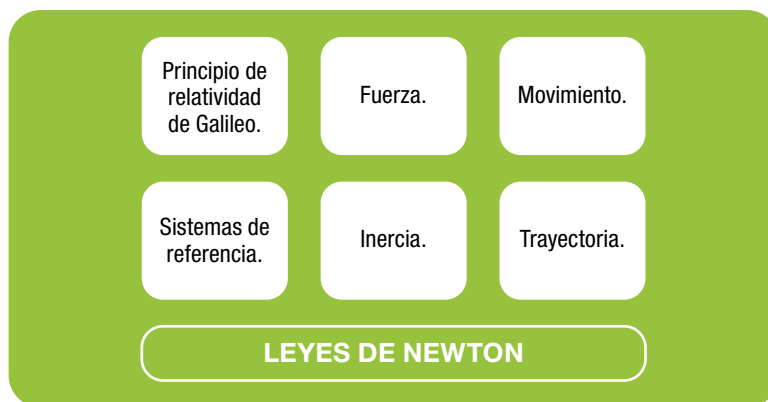 Principio de
relatividad
de Galileo.
Fuerza.
Movimiento.
Sistemas de
referencia.
Inercia.
Trayectoria.
LEYES DE NEWTON